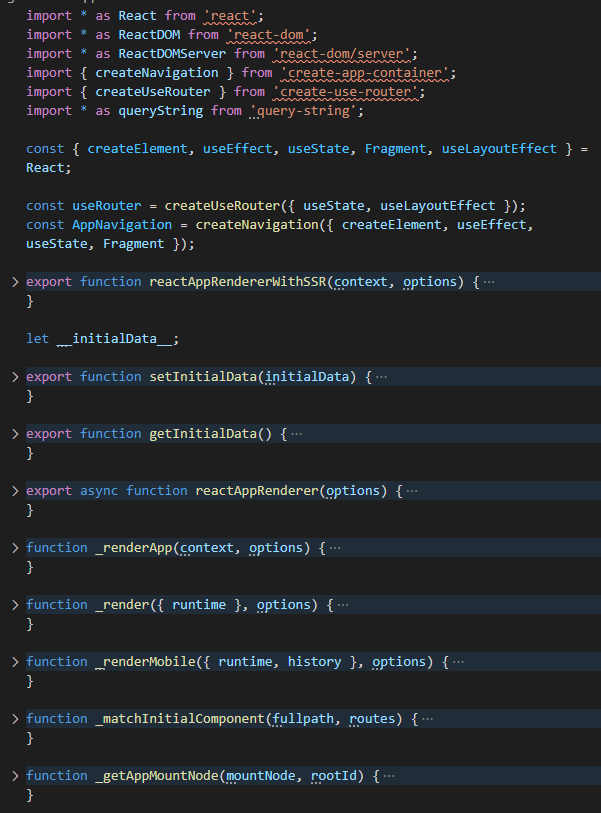 import * as React from 'react';
import * as ReactDOM from 'react-dom';
import * as ReactDOMServer from 'react-dom/server';
import { createNavigation } from 'create-app-container';
import { createUseRouter } from 'create-use-router';
import * as queryString from 'query-string';
const { createElement, useEffect, useState, Fragment, useLayoutEffect } =
React;
const useRouter = createUseRouter({ useState, useLayoutEffect });
const AppNavigation = createNavigation({ createElement, useEffect,
useState, Fragment });
export function reactAppRendererWithSSR(context, options) {···
}
let __initialData__;
export function setInitialData(initialData) {···
}
export function getInitialData() {···
}
export async function reactAppRenderer(options) {···
}
function _renderApp(context, options) {···
}
function _render({ runtime }, options) {···
}
function _renderMobile({ runtime, history }, options) {···
}
function _matchInitialComponent(fullpath, routes) {···
}
function _getAppMountNode(mountNode, rootId) {···
}